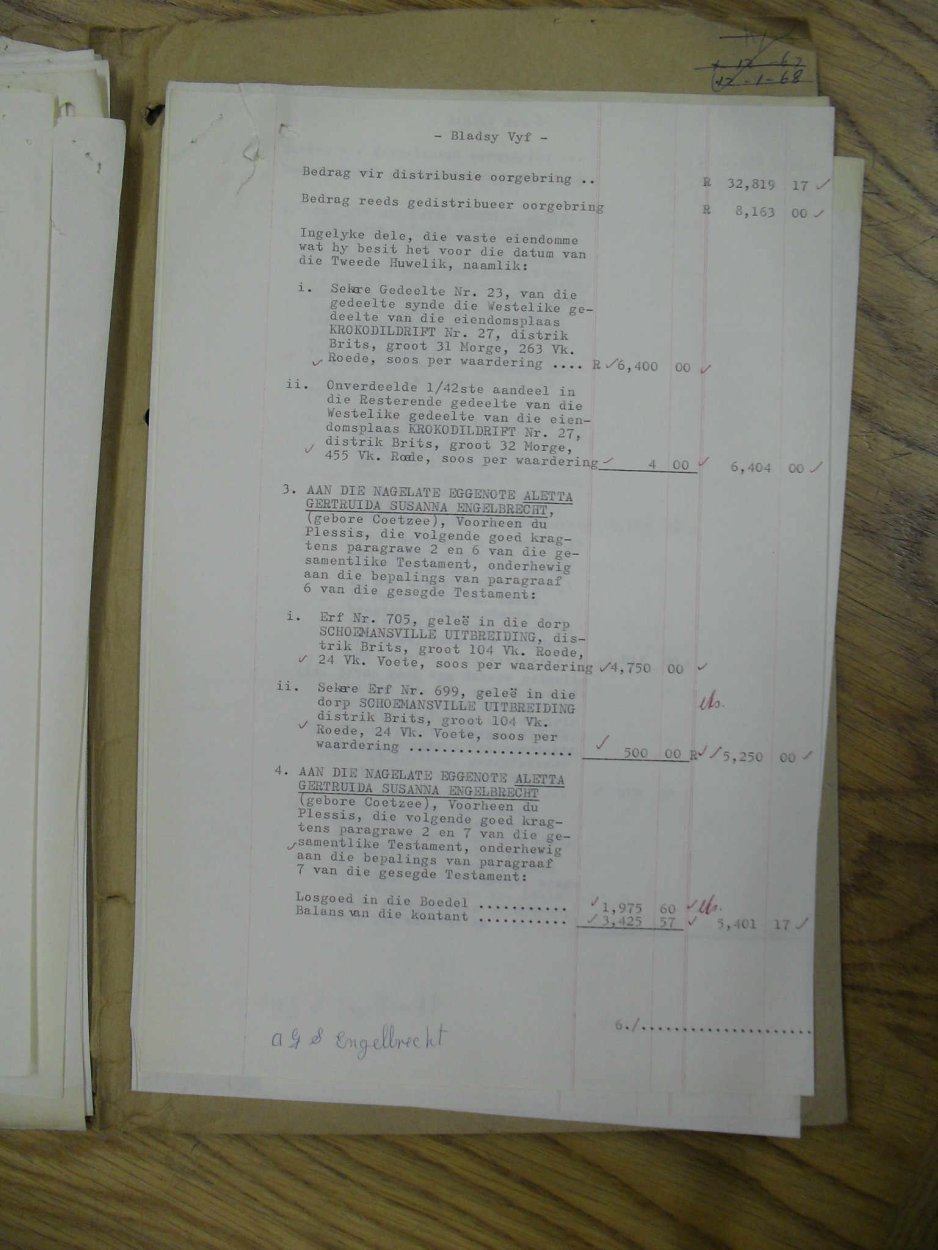 12-67
12-1-68
- Bladsy Vyf -
Bedrag vir distribusie oorgebring .. R 32,819 17 ✓
Bedrag reeds gedistribueer oorgebring R 8,163 00 ✓
Ingelyke dele, die vaste eiendomme
wat hy besit het voor die datum van
die Tweede Huwelik, naamlik:
i. Sekere Gedeelte Nr. 23, van die
gedeelte synde die Westelike ge-
deelte van die eiendomsplaas
KROKODILDRIFT Nr. 27, distrik
Brits, groot 31 Morge, 263 Vk.
✓ Roede, soos per waardering .... R ✓6,400 00 ✓
ii. Onverdeelde 1/42ste aandeel in
die Resterende gedeelte van die
Westelike gedeelte van die eien-
domsplaas KROKODILDRIFT Nr. 27,
✓ distrik Brits, groot 32 Morge,
455 Vk. Roede, soos per waardering ✓ 4 00 ✓ 6,404 00 ✓
3. AAN DIE NAGELATE EGGENOTE ALETTA
GERTRUIDA SUSANNA ENGELBRECHT,
(gebore Coetzee), Voorheen du
Plessis, die volgende goed krag-
tens paragrawe 2 en 6 van die ge-
samentlike Testament, onderhewig
aan die bepalings van paragraaf
6 van die gesegde Testament:
i. Erf Nr. 705, geleë in die dorp
SCHOEMANSVILLE UITBREIDING, dis-
trik Brits, groot 104 Vk. Roede,
✓ 24 Vk. Voete, soos per waardering ✓4,750 00 ✓
ii. Sekere Erf Nr. 699, geleë in die
dorp SCHOEMANSVILLE UITBREIDING
distrik Brits, groot 104 Vk.
✓ Roede, 24 Vk. Voete, soos per
waardering .................... ✓ 500 00 R✓ ✓5,250 00 ✓
4. AAN DIE NAGELATE EGGENOTE ALETTA
GERTRUIDA SUSANNA ENGELBRECHT
(gebore Coetzee), Voorheen du
Plessis, die volgende goed krag-
tens paragrawe 2 en 7 van die ge-
✓samentlike Testament, onderhewig
aan die bepalings van paragraaf
7 van die gesegde Testament:
Losgoed in die Boedel ........... ✓1,975 60 ✓
Balans van die kontant ........... ✓3,425 57 ✓ 5,401 17 ✓
6./.....................
A G S Engelbrecht